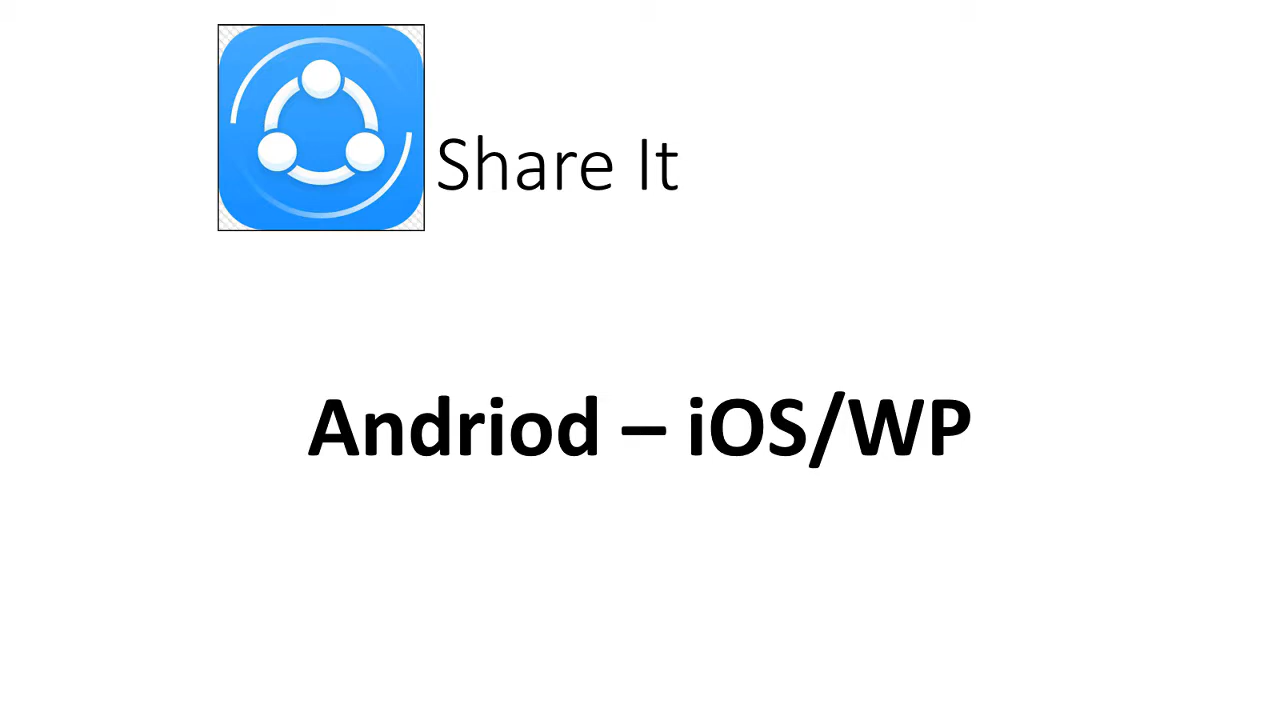 Share It
Andriod – iOS/WP